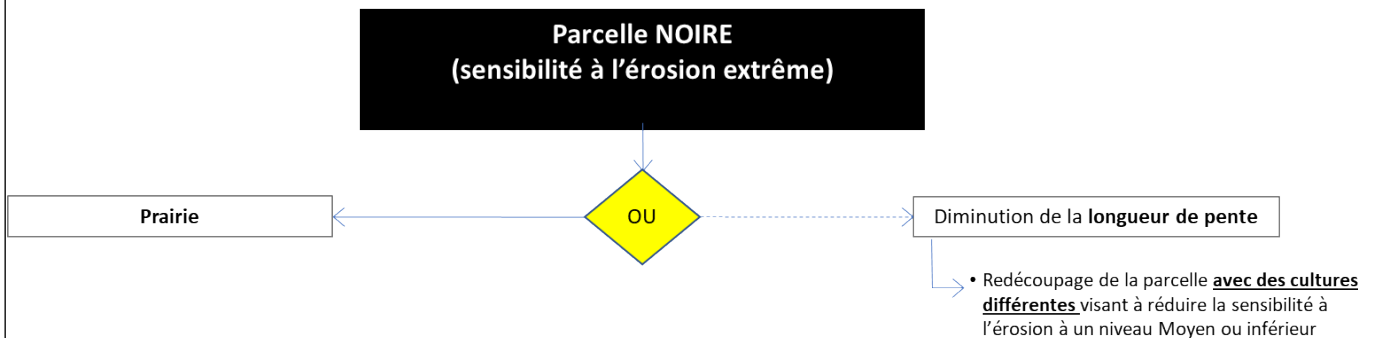 Parcelle NOIRE
(sensibilité à l’érosion extrême)
Prairie
OU
Diminution de la longueur de pente
• Redécoupage de la parcelle avec des cultures
différentes visant à réduire la sensibilité à
l’érosion à un niveau Moyen ou inférieur